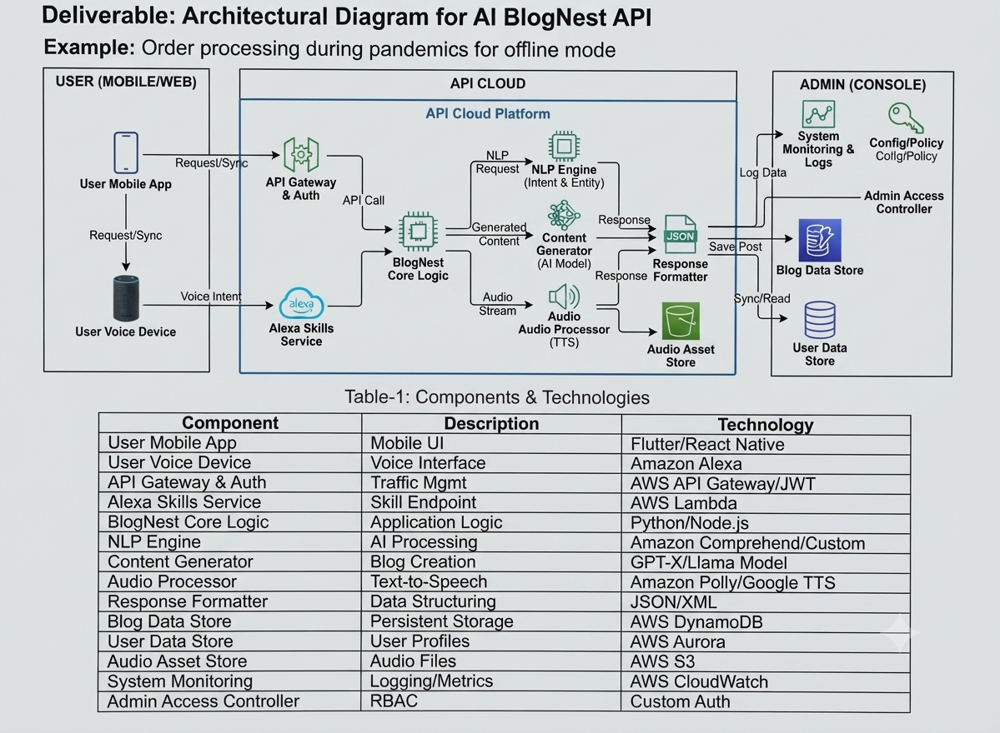 Deliverable: Architectural Diagram for AI BlogNest API
Example: Order processing during pandemics for offline mode
USER (MOBILE/WEB)
User Mobile App
Request/Sync
Request/Sync
User Voice Device
Voice Intent
API CLOUD
API Cloud Platform
API Gateway
& Auth
API Call
alexa
Alexa Skills
Service
BlogNest
Core Logic
NLP
Request
NLP Engine
(Intent & Entity)
Generated
Content
Content
Generator
(AI Model)
Audio
Stream
Audio
Audio Processor
(TTS)
Response
Response
JSON
Response
Formatter
Audio Asset
Store
Log Data
Save Post
Sync/Read
ADMIN (CONSOLE)
System
Monitoring &
Logs
Config/Policy
Coflg/Policy
Admin Access
Controller
Blog Data Store
User Data
Store
Table-1: Components & Technologies
Component Description Technology
User Mobile App Mobile UI Flutter/React Native
User Voice Device Voice Interface Amazon Alexa
API Gateway & Auth Traffic Mgmt AWS API Gateway/JWT
Alexa Skills Service Skill Endpoint AWS Lambda
BlogNest Core Logic Application Logic Python/Node.js
NLP Engine AI Processing Amazon Comprehend/Custom
Content Generator Blog Creation GPT-X/Llama Model
Audio Processor Text-to-Speech Amazon Polly/Google TTS
Response Formatter Data Structuring JSON/XML
Blog Data Store Persistent Storage AWS DynamoDB
User Data Store User Profiles AWS Aurora
Audio Asset Store Audio Files AWS S3
System Monitoring Logging/Metrics AWS CloudWatch
Admin Access Controller RBAC Custom Auth